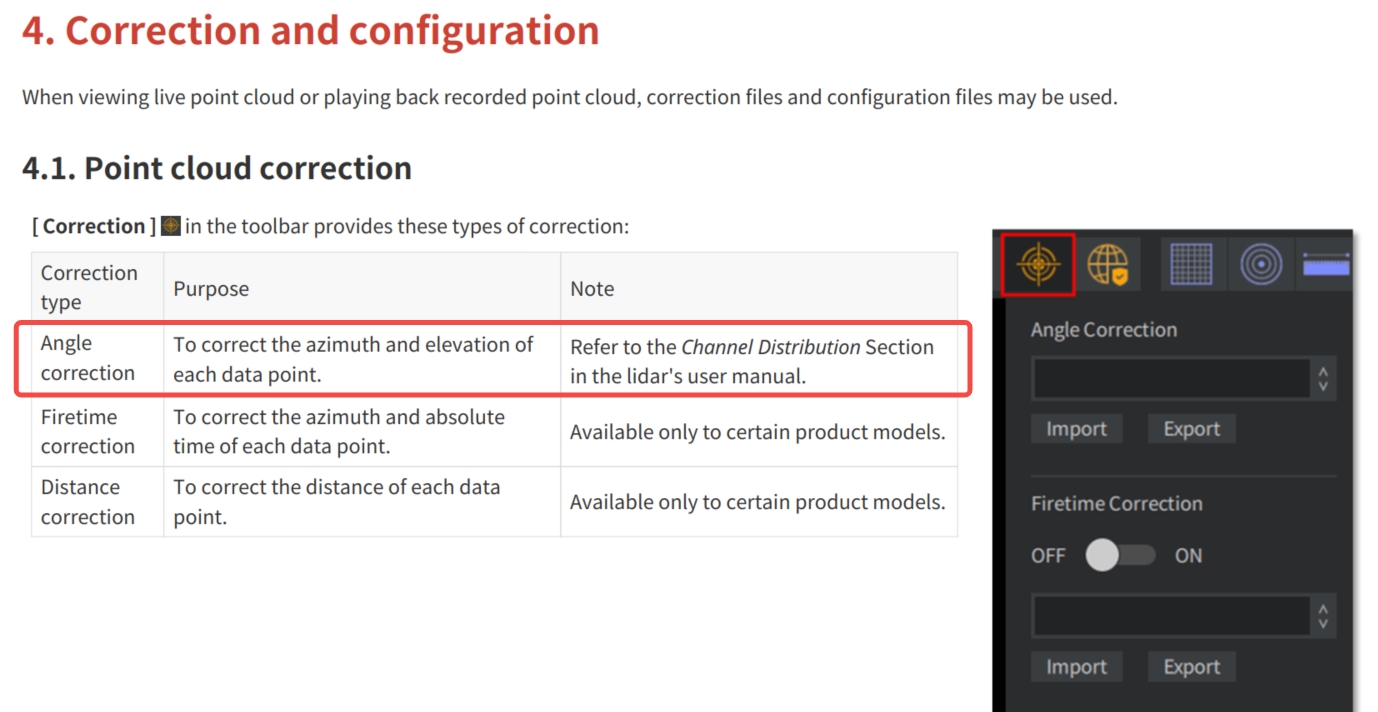 4. Correction and configuration
When viewing live point cloud or playing back recorded point cloud, correction files and configuration files may be used.
4.1. Point cloud correction
[ Correction ] in the toolbar provides these types of correction:
Correction
type
Purpose
Note
Angle
correction
To correct the azimuth and elevation of
each data point.
Refer to the Channel Distribution Section
in the lidar's user manual.
Firetime
correction
To correct the azimuth and absolute
time of each data point.
Available only to certain product models.
Distance
correction
To correct the distance of each data
point.
Available only to certain product models.
Angle Correction
Import
Export
Firetime Correction
OFF
ON
Import
Export